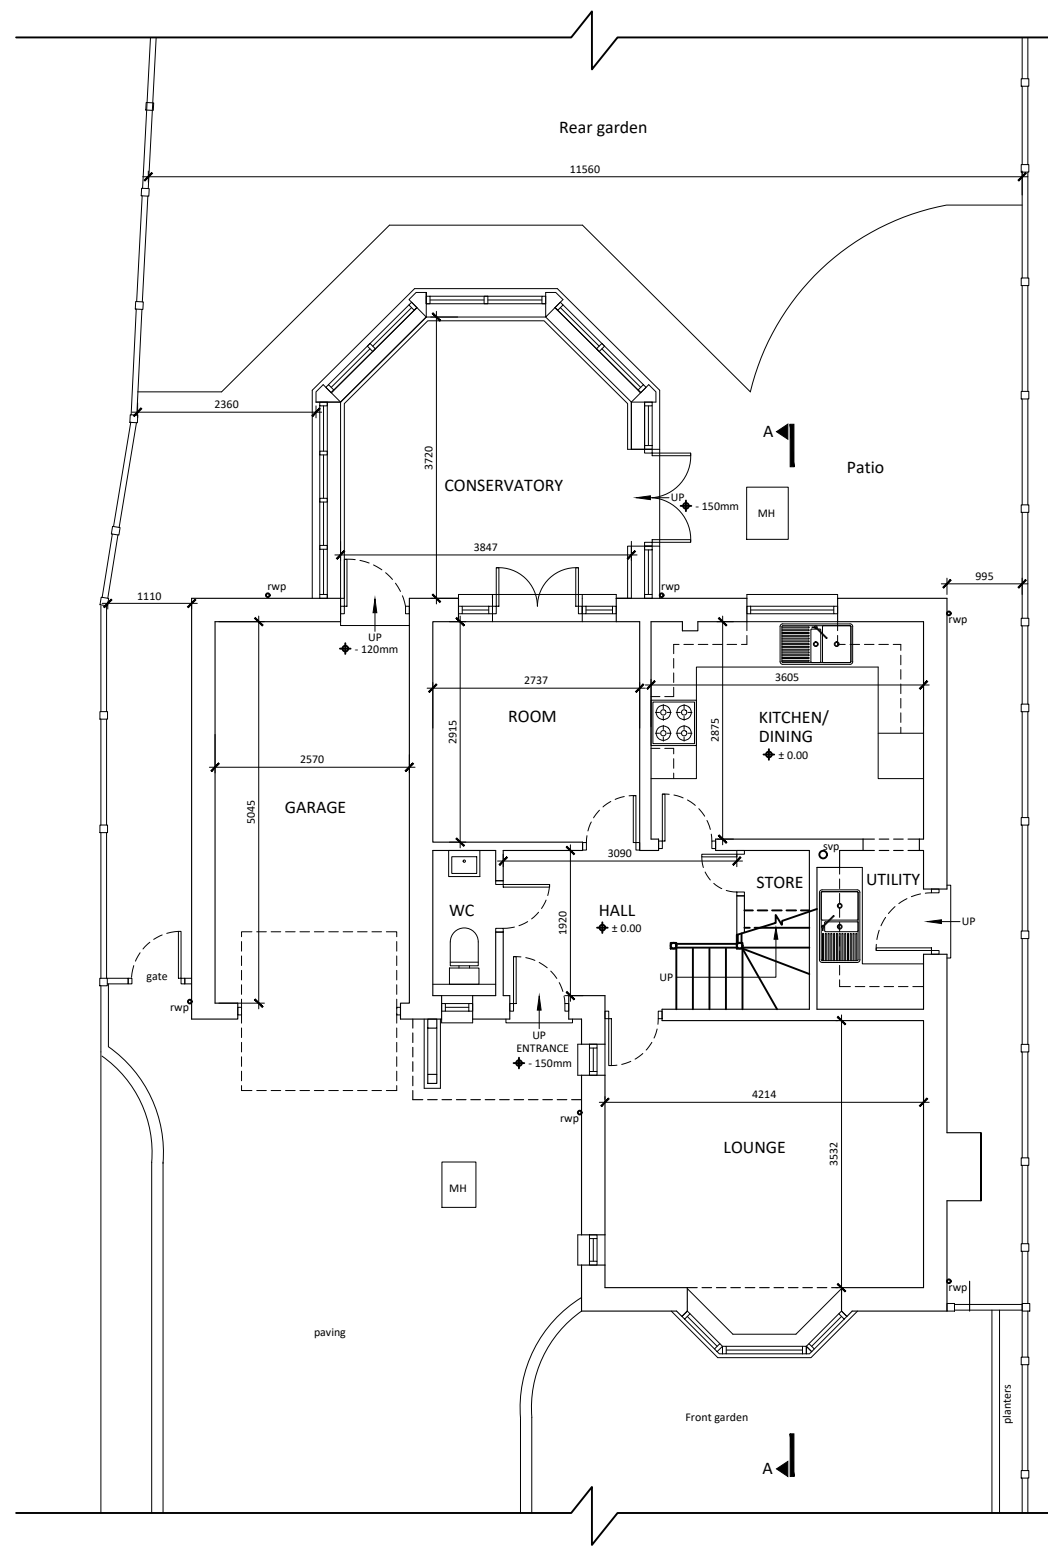 Rear garden
11560
2360
A
3720
Patio
CONSERVATORY
UP
- 150mm
MH
3847
995
rwp
rwp
1110
rwp
UP
- 120mm
2737
3605
ROOM
KITCHEN/
DINING
± 0.00
2915
2875
2570
GARAGE
5045
svp
3090
STORE
UTILITY
WC
HALL
± 0.00
1920
UP
UP
gate
rwp
UP
ENTRANCE
- 150mm
4214
rwp
LOUNGE
3532
MH
rwp
paving
planters
Front garden
A